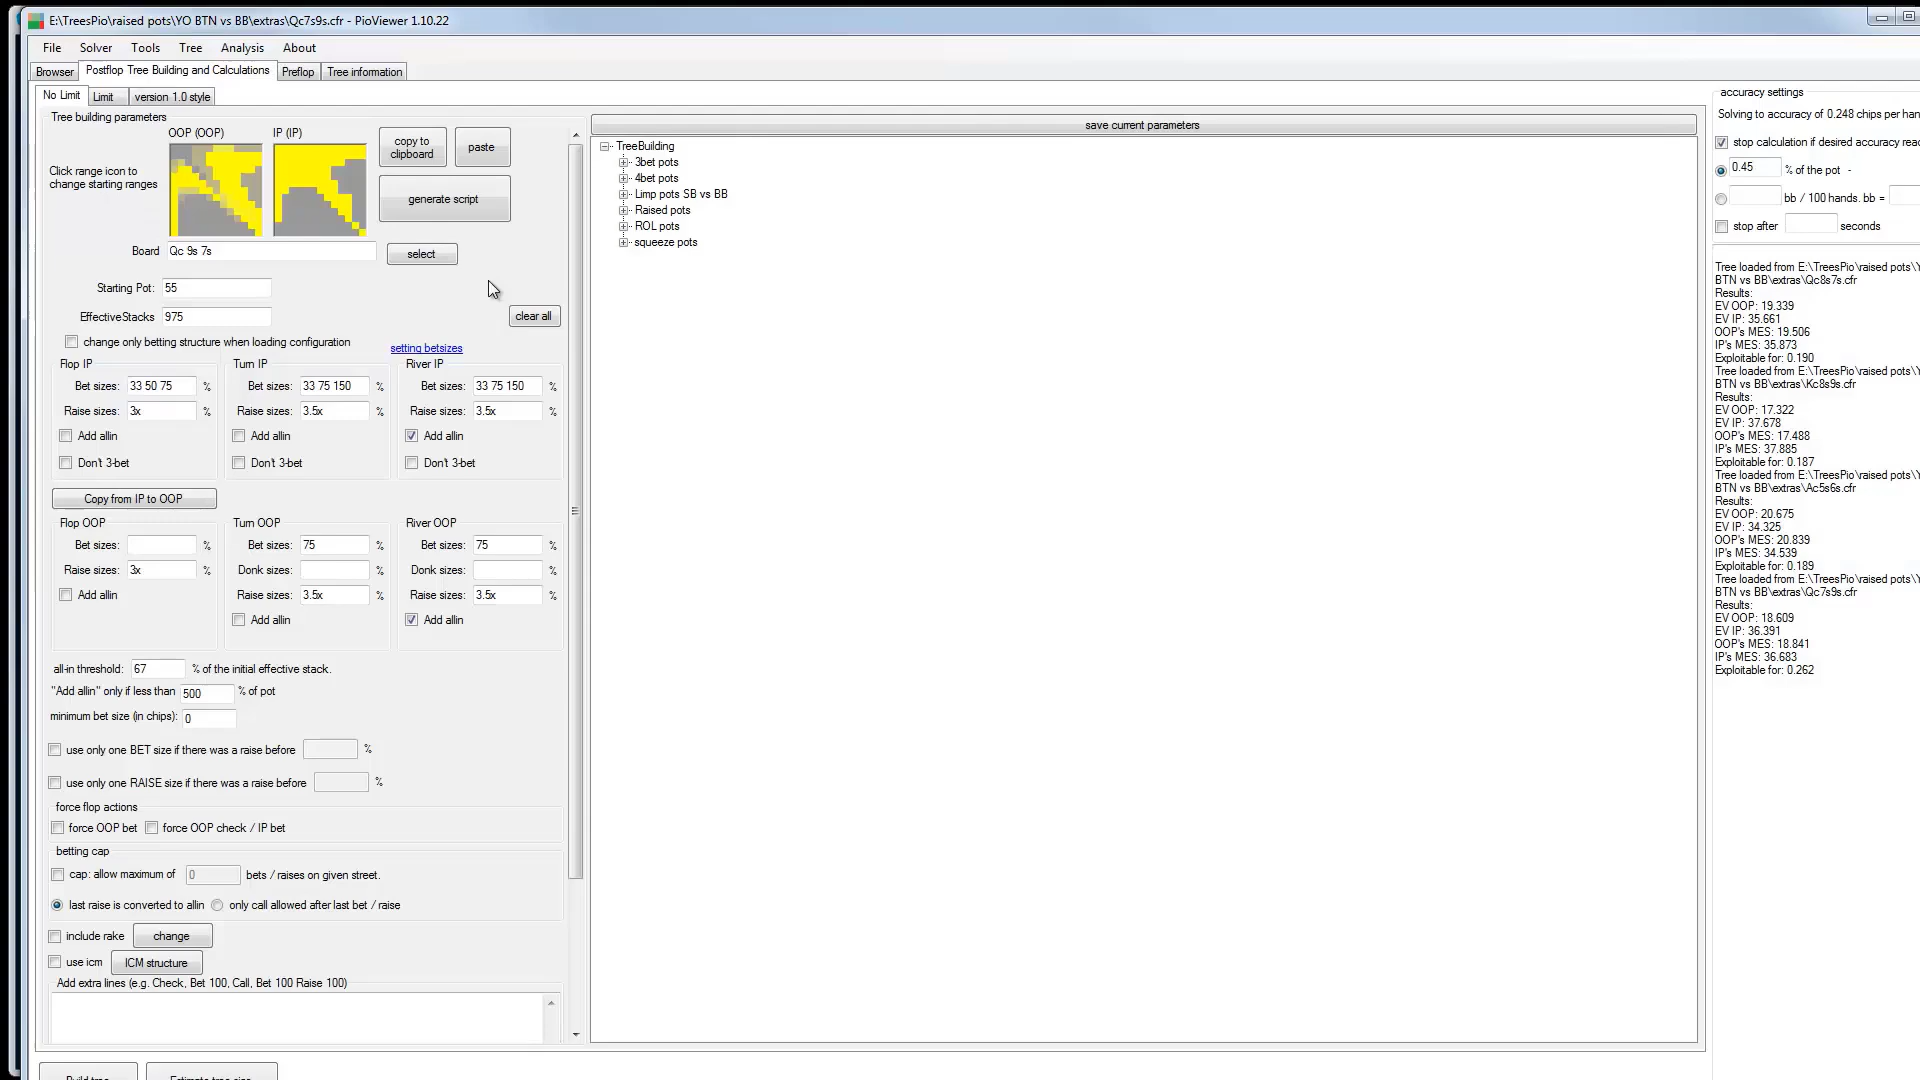 E:\TreesPio\raised pots\YO BTN vs BB\extras\Qc7s9s.cfr - PioViewer 1.10.22
File Solver Tools Tree Analysis About
Browser Postflop Tree Building and Calculations Preflop Tree information
No Limit Limit version 1.0 style
Tree building parameters
OOP (OOP) IP (IP)
copy to clipboard
paste
Click range icon to
change starting ranges
generate script
Board Qc 9s 7s select
Starting Pot: 55
EffectiveStacks 975 clear all
change only betting structure when loading configuration setting betsizes
Flop IP Turn IP River IP
Bet sizes: 33 50 75 % Bet sizes: 33 75 150 % Bet sizes: 33 75 150 %
Raise sizes: 3x % Raise sizes: 3.5x % Raise sizes: 3.5x %
Add allin Add allin Add allin
Don't 3-bet Don't 3-bet Don't 3-bet
Copy from IP to OOP
Flop OOP Turn OOP River OOP
Bet sizes: % Bet sizes: 75 % Bet sizes: 75 %
Raise sizes: 3x % Donk sizes: % Donk sizes: %
Add allin Raise sizes: 3.5x % Raise sizes: 3.5x %
Add allin Add allin
all-in threshold: 67 % of the initial effective stack.
"Add allin" only if less than 500 % of pot
minimum bet size (in chips): 0
use only one BET size if there was a raise before %
use only one RAISE size if there was a raise before %
force flop actions
force OOP bet force OOP check / IP bet
betting cap
cap: allow maximum of 0 bets / raises on given street.
last raise is converted to allin only call allowed after last bet / raise
include rake change
use icm ICM structure
Add extra lines (e.g. Check, Bet 100, Call, Bet 100 Raise 100)
Build tree Estimate tree size
save current parameters
TreeBuilding
3bet pots
4bet pots
Limp pots SB vs BB
Raised pots
ROL pots
squeeze pots
accuracy settings
Solving to accuracy of 0.248 chips per han
stop calculation if desired accuracy reac
0.45 % of the pot -
bb / 100 hands. bb =
stop after seconds
Tree loaded from E:\TreesPio\raised pots\Y
BTN vs BB\extras\Qc8s7s.cfr
Results:
EV OOP: 19.339
EV IP: 35.661
OOP's MES: 19.506
IP's MES: 35.873
Exploitable for: 0.190
Tree loaded from E:\TreesPio\raised pots\Y
BTN vs BB\extras\Kc8s9s.cfr
Results:
EV OOP: 17.322
EV IP: 37.678
OOP's MES: 17.488
IP's MES: 37.885
Exploitable for: 0.187
Tree loaded from E:\TreesPio\raised pots\Y
BTN vs BB\extras\Ac5s6s.cfr
Results:
EV OOP: 20.675
EV IP: 34.325
OOP's MES: 20.839
IP's MES: 34.539
Exploitable for: 0.189
Tree loaded from E:\TreesPio\raised pots\Y
BTN vs BB\extras\Qc7s9s.cfr
Results:
EV OOP: 18.609
EV IP: 36.391
OOP's MES: 18.841
IP's MES: 36.683
Exploitable for: 0.262